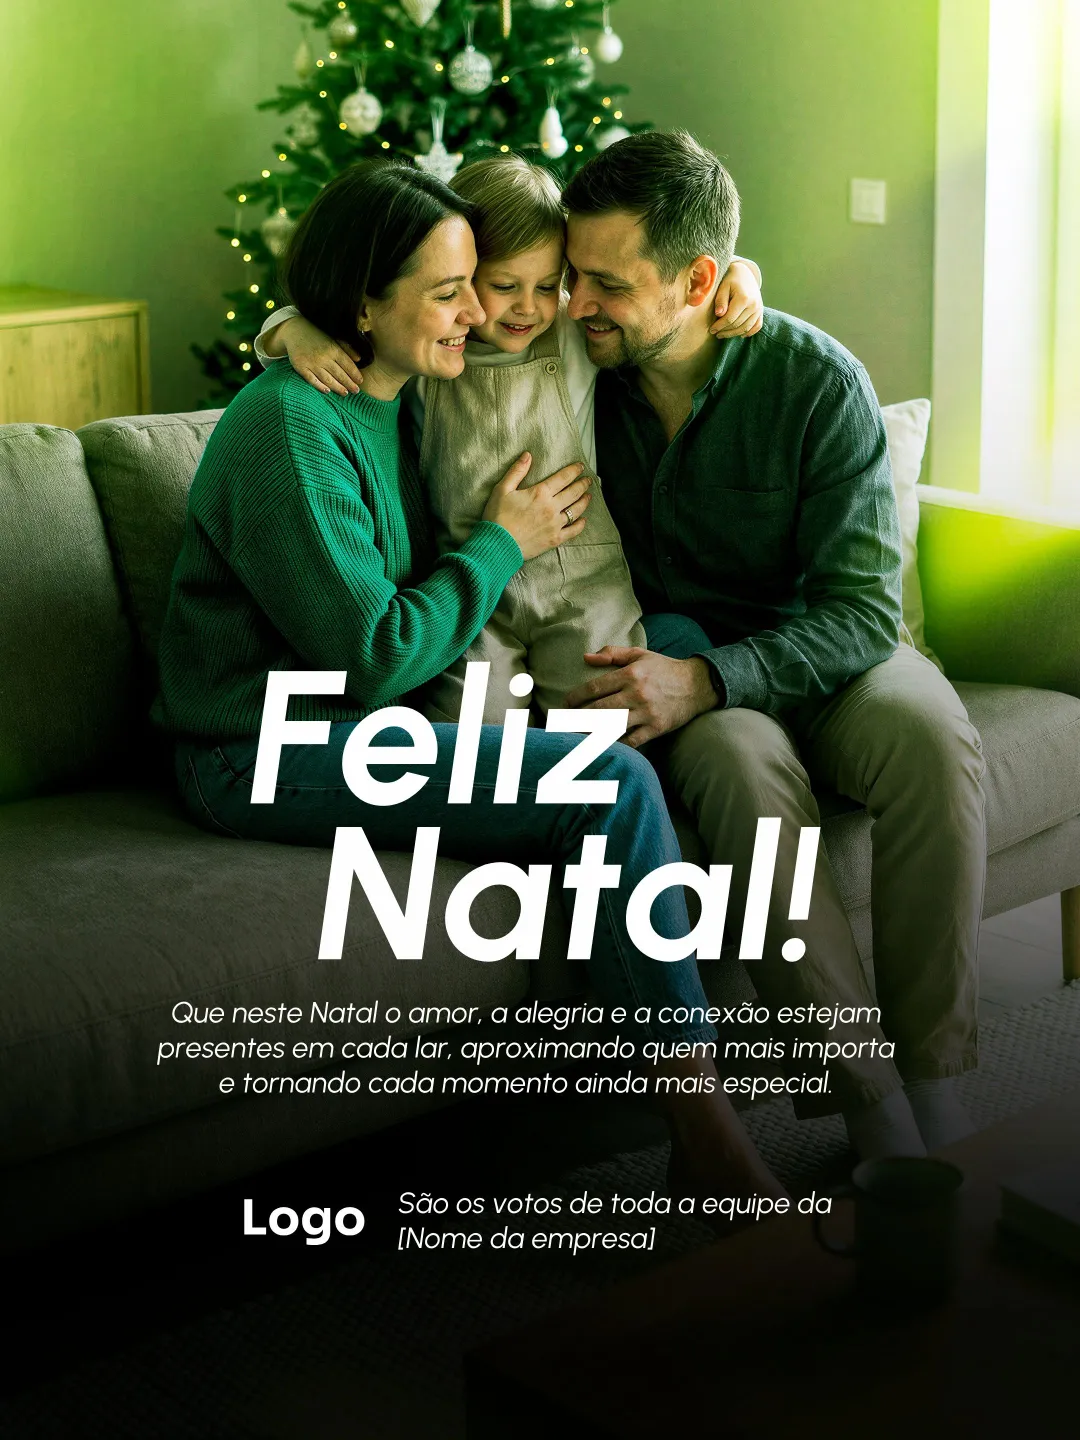 Feliz
Natal!
Que neste Natal o amor, a alegria e a conexão estejam
presentes em cada lar, aproximando quem mais importa
e tornando cada momento ainda mais especial.
Logo
São os votos de toda a equipe da
[Nome da empresa]